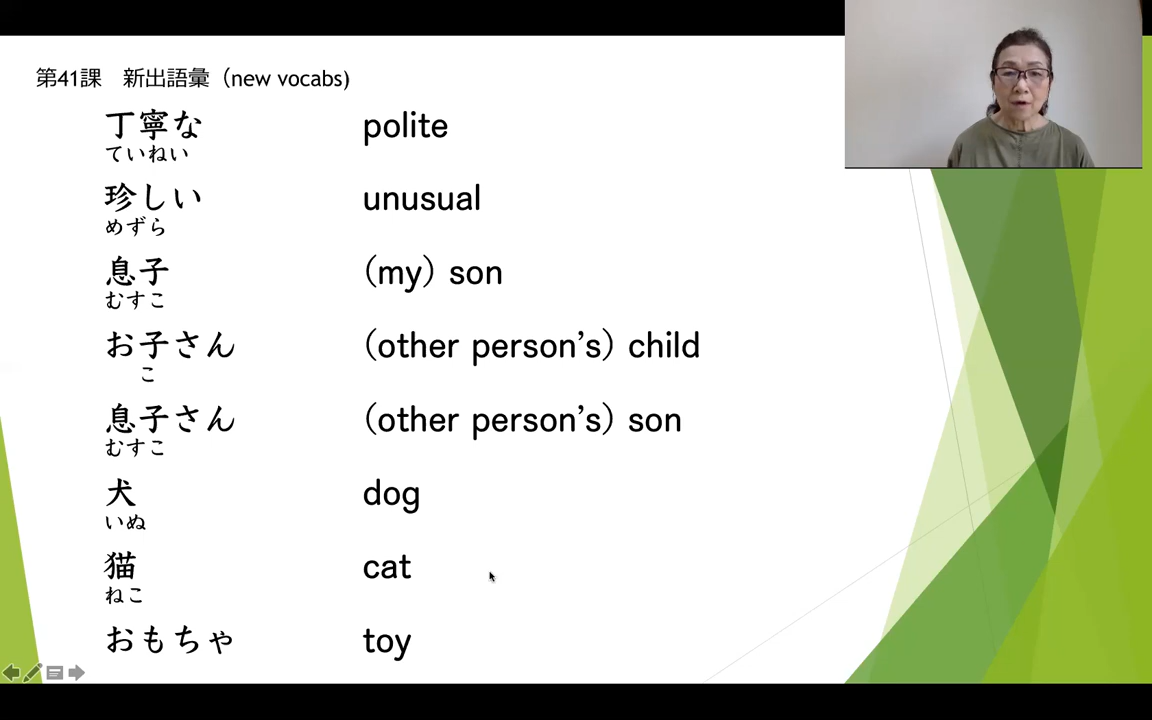 第41課　新出語彙（new vocabs)
丁寧な polite
ていねい
珍しい unusual
めずら
息子 (my) son
むすこ
お子さん (other person's) child
こ
息子さん (other person's) son
むすこ
犬 dog
いぬ
猫 cat
ねこ
おもちゃ toy